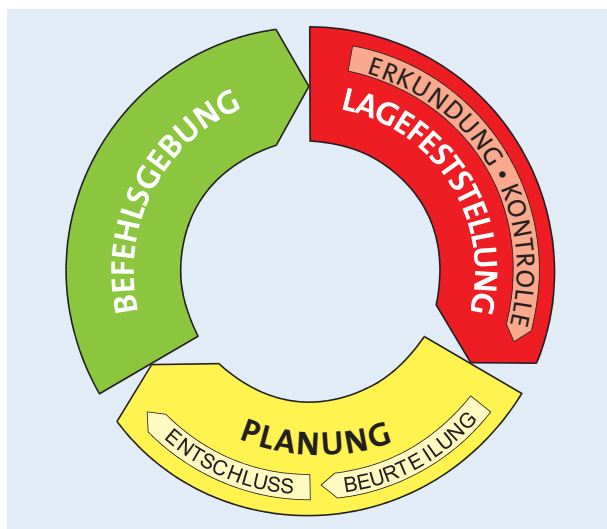 ERKUNDUNG • KONTROLLE
LAGEFESTSTELLUNG
PLANUNG
BEURTEILUNG
ENTSCHLUSS
BEFEHLSGEBUNG